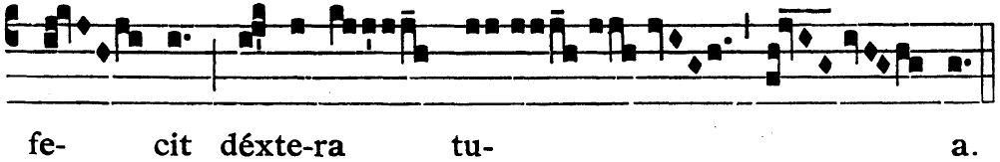 fe- cit déxte-ra tu- a.